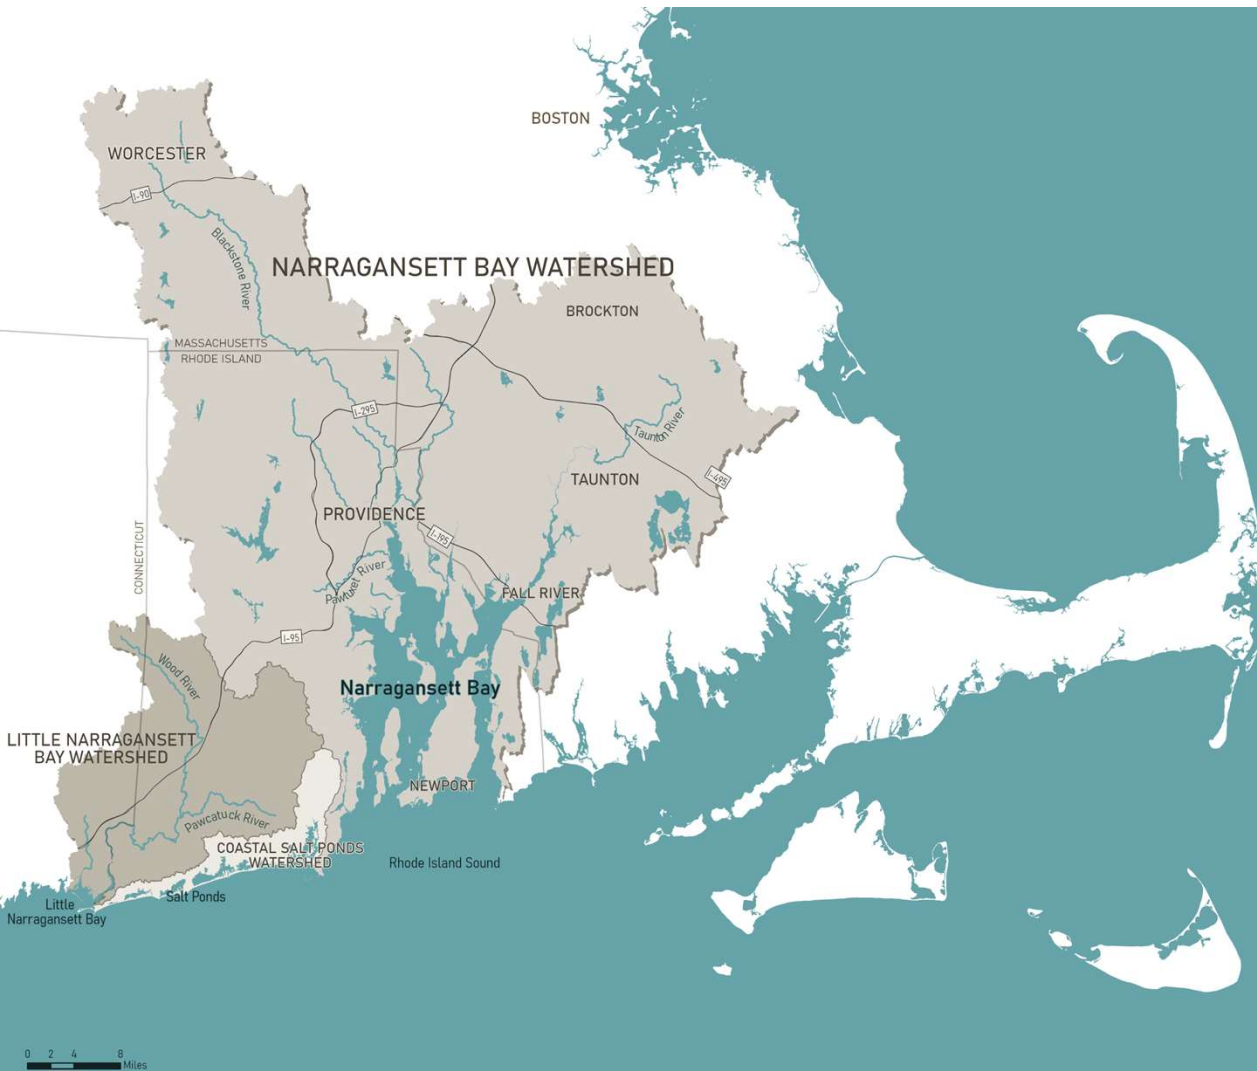 BOSTON
WORCESTER
I-90
Blackstone River
NARRAGANSETT BAY WATERSHED
BROCKTON
MASSACHUSETTS
RHODE ISLAND
I-295
Taunton River
TAUNTON
I-495
PROVIDENCE
I-195
CONNECTICUT
Pawtuxet River
FALL RIVER
I-95
Wood River
Narragansett Bay
LITTLE NARRAGANSETT
BAY WATERSHED
NEWPORT
Pawcatuck River
COASTAL SALT PONDS
WATERSHED
Rhode Island Sound
Salt Ponds
Little
Narragansett Bay
0 2 4 8
Miles